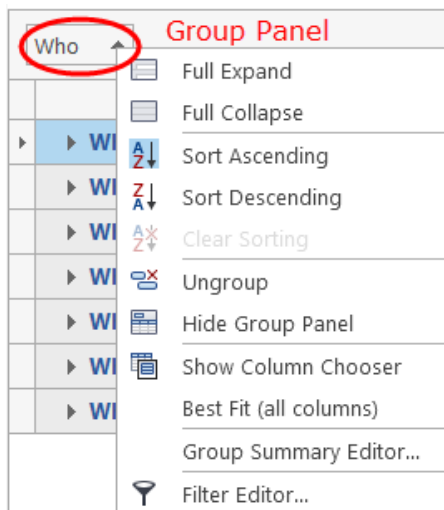 Group Panel
Who
Full Expand
Full Collapse
Sort Ascending
Sort Descending
Clear Sorting
Ungroup
Hide Group Panel
Show Column Chooser
Best Fit (all columns)
Group Summary Editor...
Filter Editor...